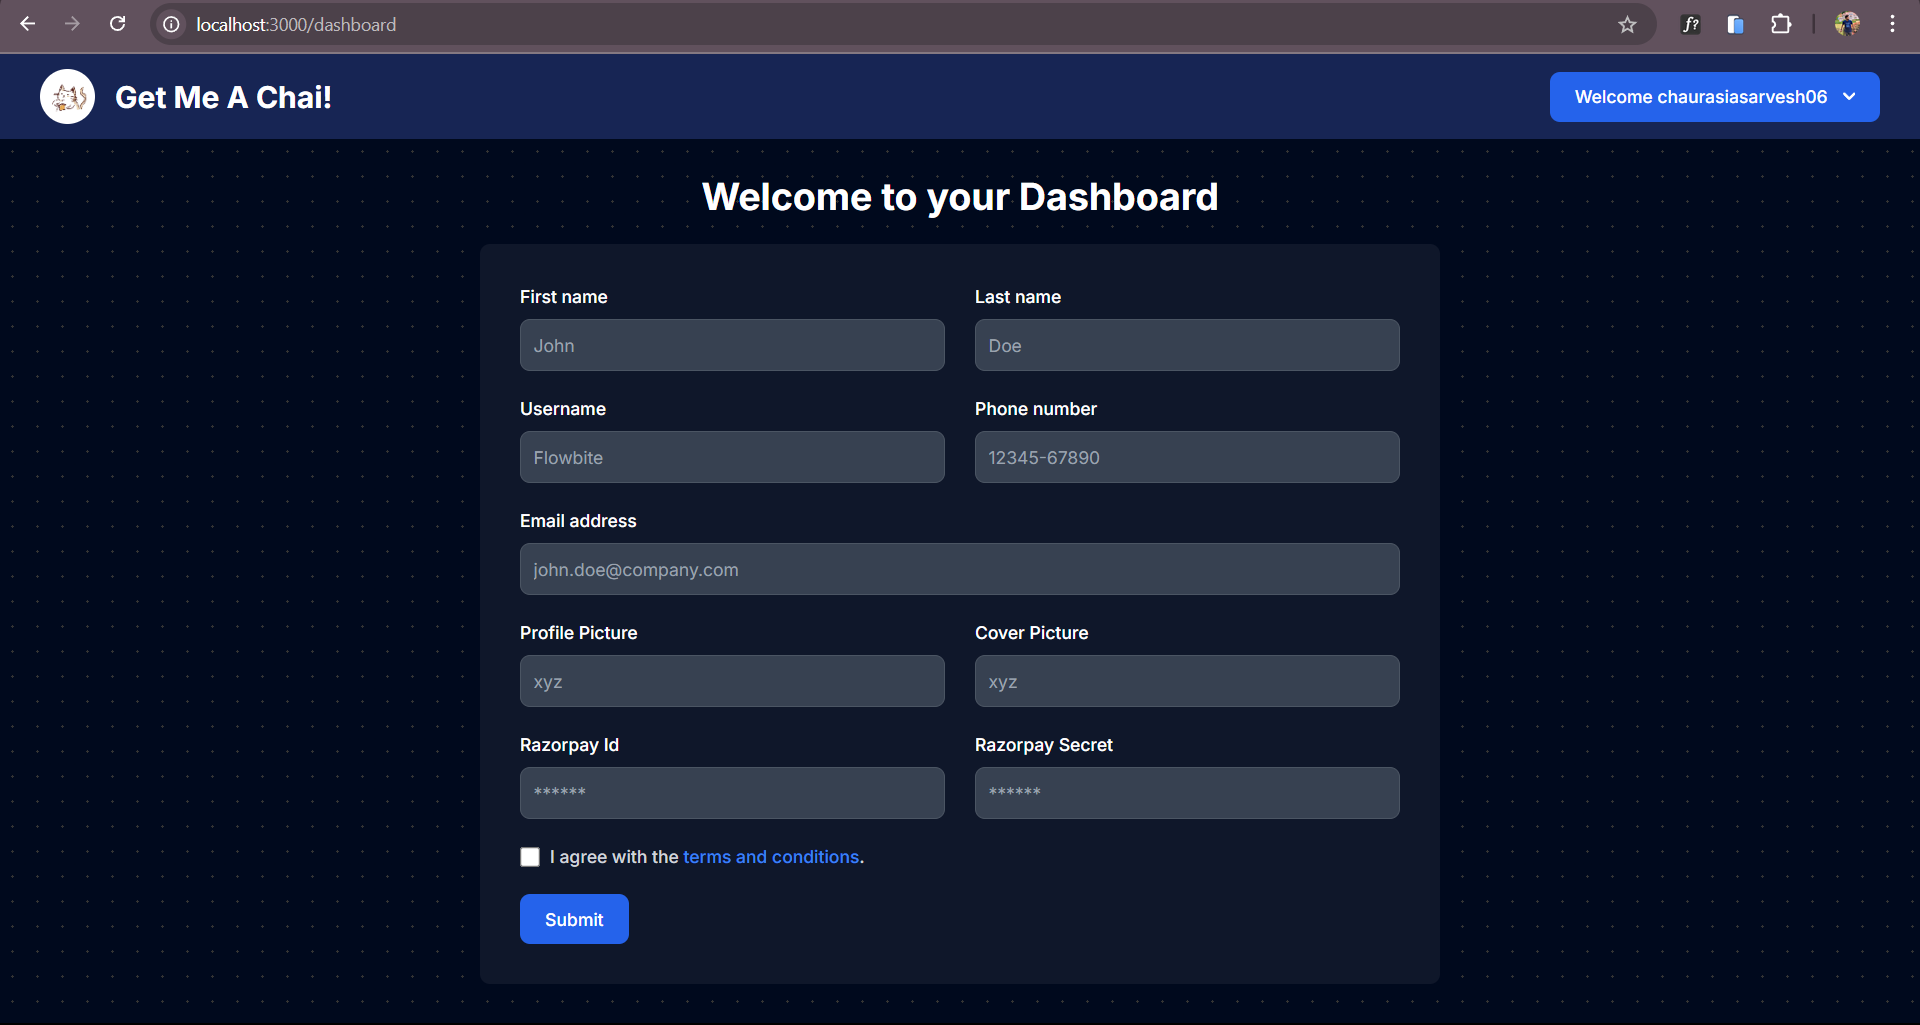 localhost:3000/dashboard
f?
Get Me A Chai!
Welcome chaurasiasarvesh06
Welcome to your Dashboard
First name
Last name
John
Doe
Username
Phone number
Flowbite
12345-67890
Email address
john.doe@company.com
Profile Picture
Cover Picture
xyz
xyz
Razorpay Id
Razorpay Secret
******
******
I agree with the terms and conditions.
Submit